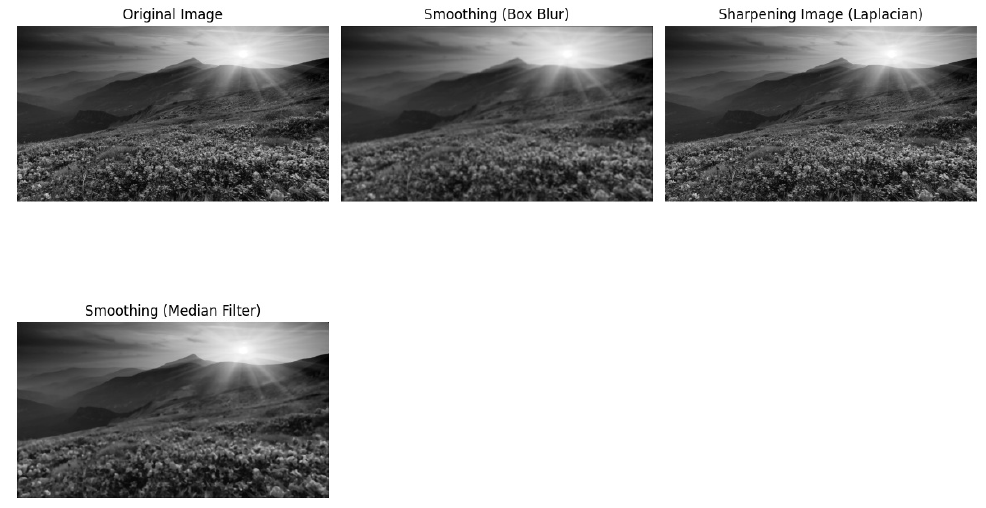 Original Image
Smoothing (Box Blur)
Sharpening Image (Laplacian)
Smoothing (Median Filter)